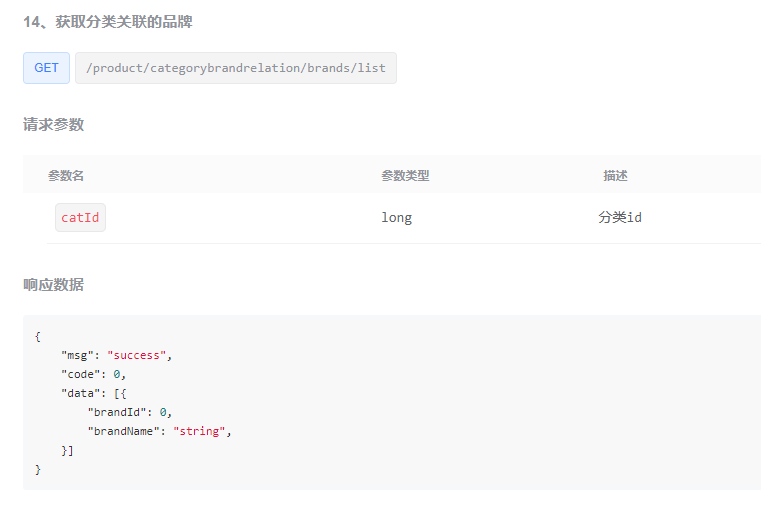 14、获取分类关联的品牌
GET /product/categorybrandrelation/brands/list
请求参数
参数名 参数类型 描述
catId long 分类id
响应数据
{
    "msg": "success",
    "code": 0,
    "data": [{
        "brandId": 0,
        "brandName": "string",
    }]
}